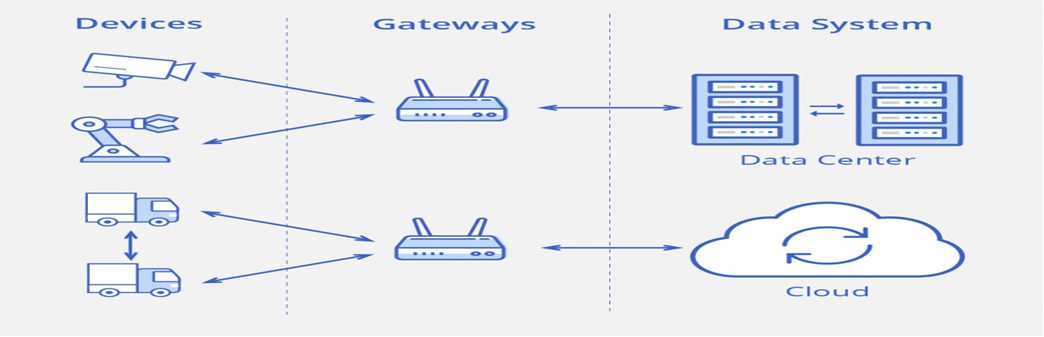 Devices
Gateways
Data System
Data Center
Cloud